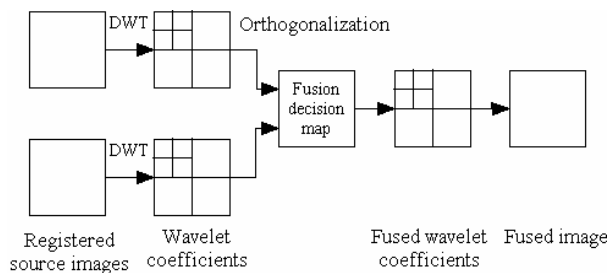 DWT
Orthogonalization
Fusion
decision
map
DWT
Registered
source images
Wavelet
coefficients
Fused wavelet
coefficients
Fused image